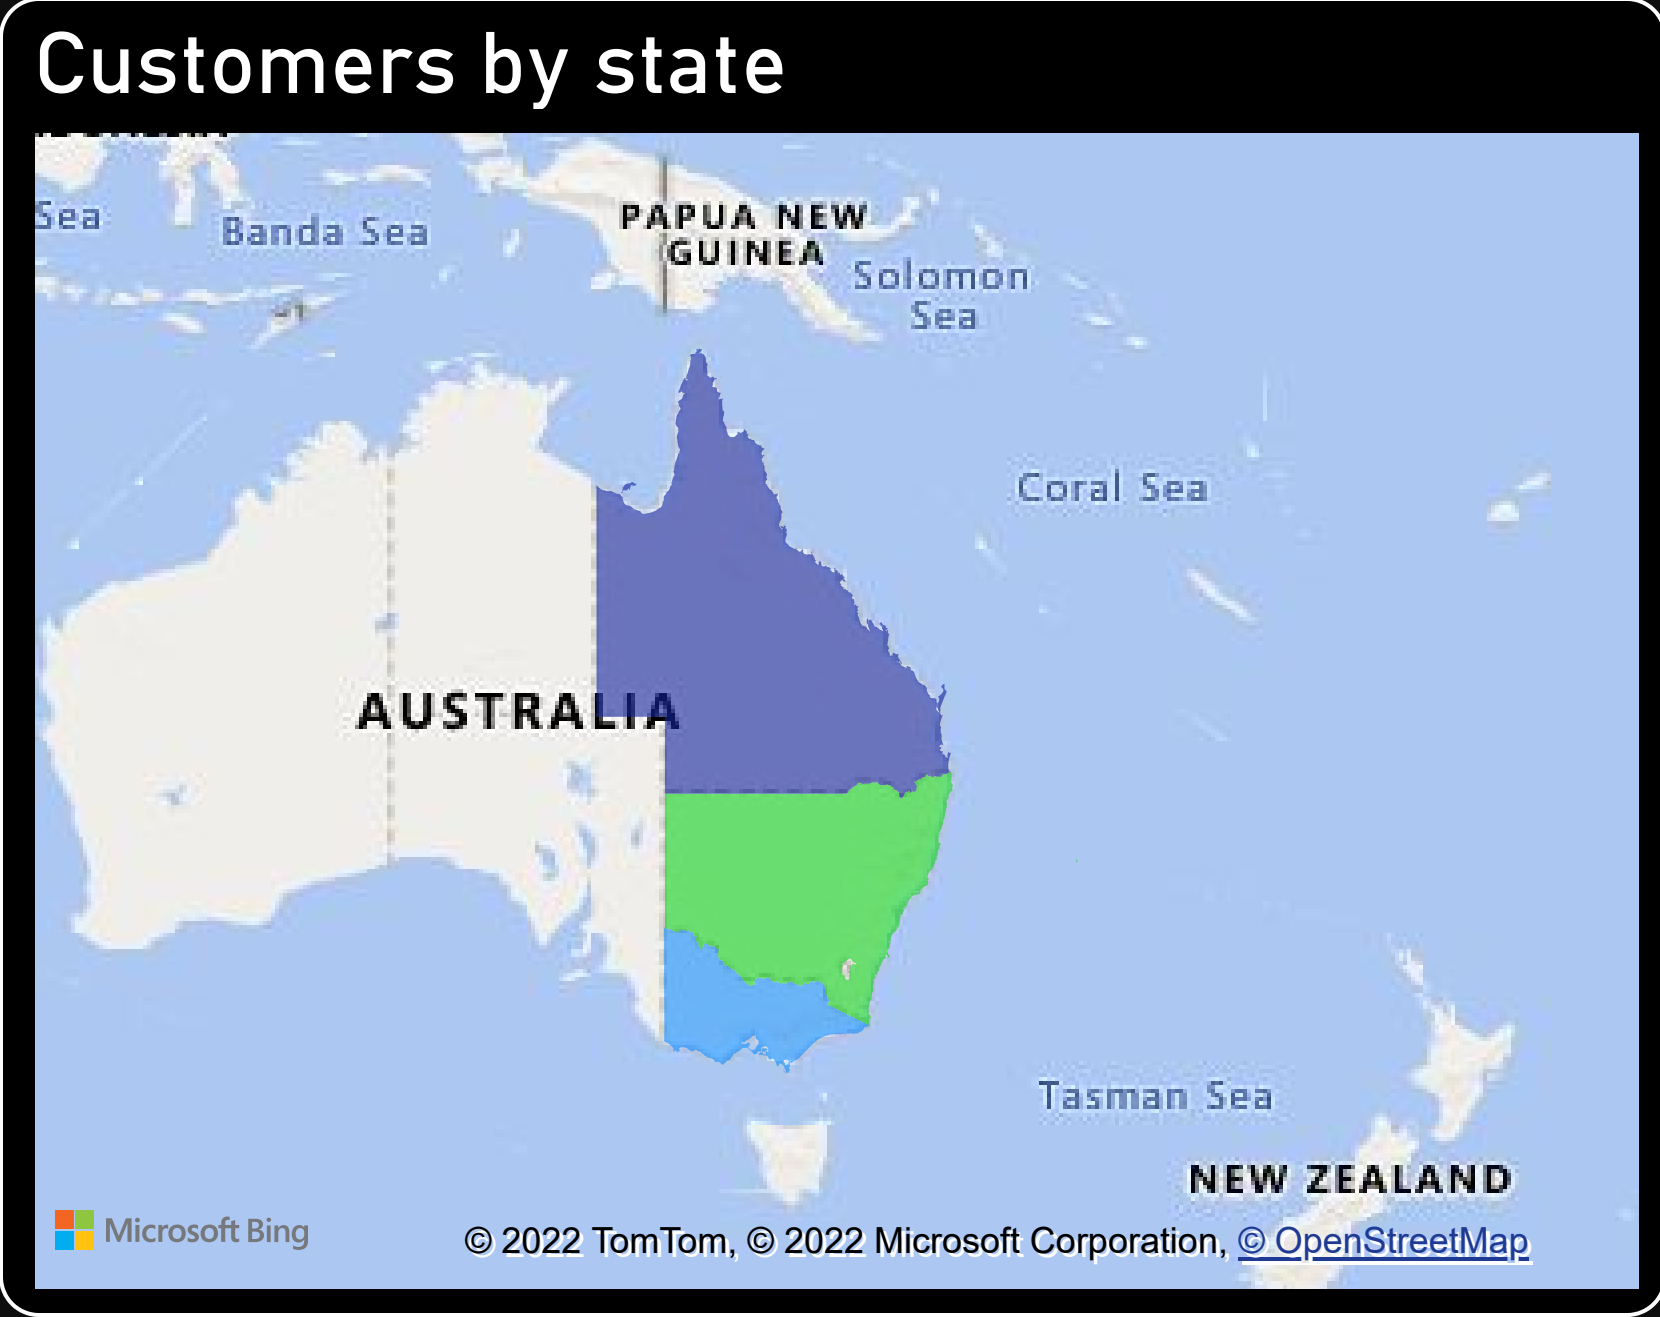 Customers by state
Sea
Banda Sea
PAPUA NEW
GUINEA
Solomon
Sea
Coral Sea
AUSTRALIA
Tasman Sea
NEW ZEALAND
Microsoft Bing
© 2022 TomTom, © 2022 Microsoft Corporation, © OpenStreetMap